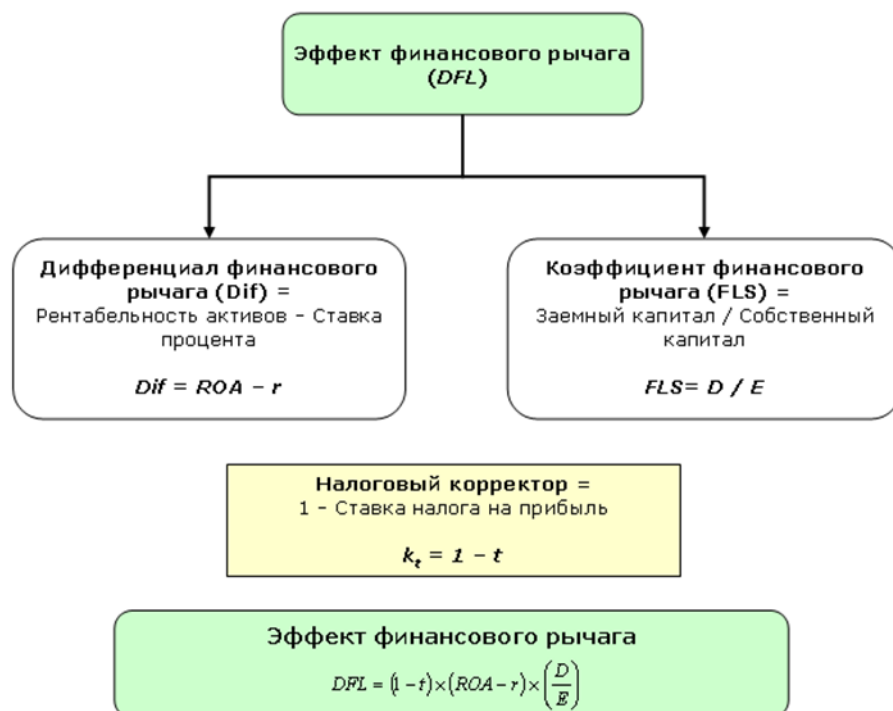 Эффект финансового рычага
(DFL)
Дифференциал финансового
рычага (Dif) =
Рентабельность активов – Ставка
процента
Dif = ROA – r
Коэффициент финансового
рычага (FLS) =
Заемный капитал / Собственный
капитал
FLS= D / E
Налоговый корректор =
1 – Ставка налога на прибыль
kₜ = 1 – t
Эффект финансового рычага
DFL = (1-t)×(ROA-r)×(D/E)